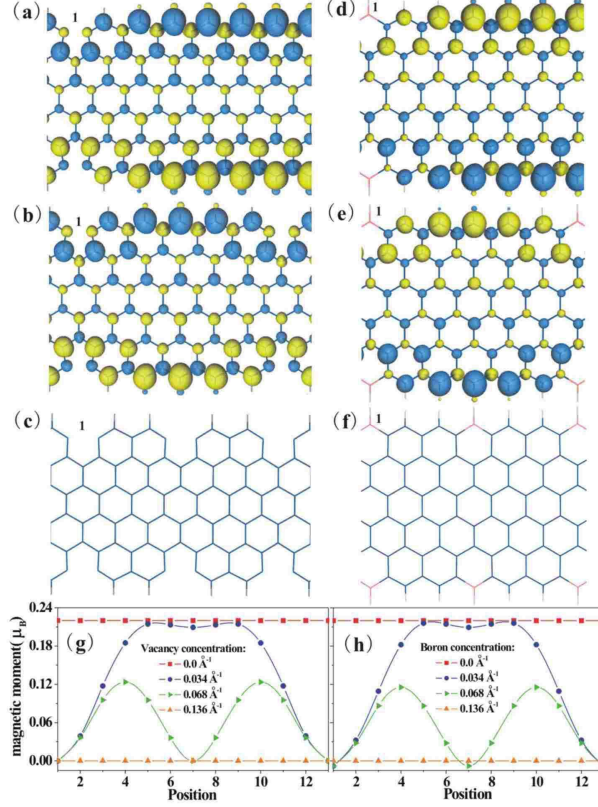 (a) 1
(d) 1
(b) 1
(e) 1
(c) 1
(f) 1
magnetic moment(μB)
0.24
0.18
0.12
0.06
0.00
(g)
Vacancy concentration:
0.0 Å-1
0.034 Å-1
0.068 Å-1
0.136 Å-1
2 4 6 8 10 12
Position
(h)
Boron concentration:
0.0 Å-1
0.034 Å-1
0.068 Å-1
0.136 Å-1
2 4 6 8 10 12
Position